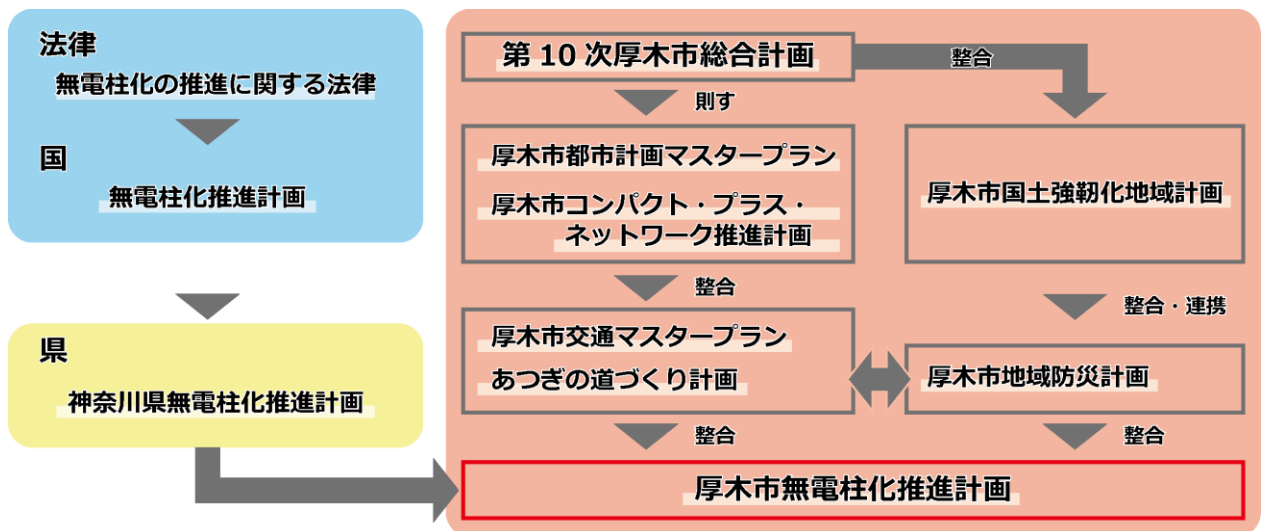 法律
無電柱化の推進に関する法律
国
無電柱化推進計画
県
神奈川県無電柱化推進計画
第10次厚木市総合計画
整合
則す
厚木市都市計画マスタープラン
厚木市コンパクト・プラス・
ネットワーク推進計画
厚木市国土強靭化地域計画
整合
整合・連携
厚木市交通マスタープラン
あつぎの道づくり計画
厚木市地域防災計画
整合
整合
厚木市無電柱化推進計画